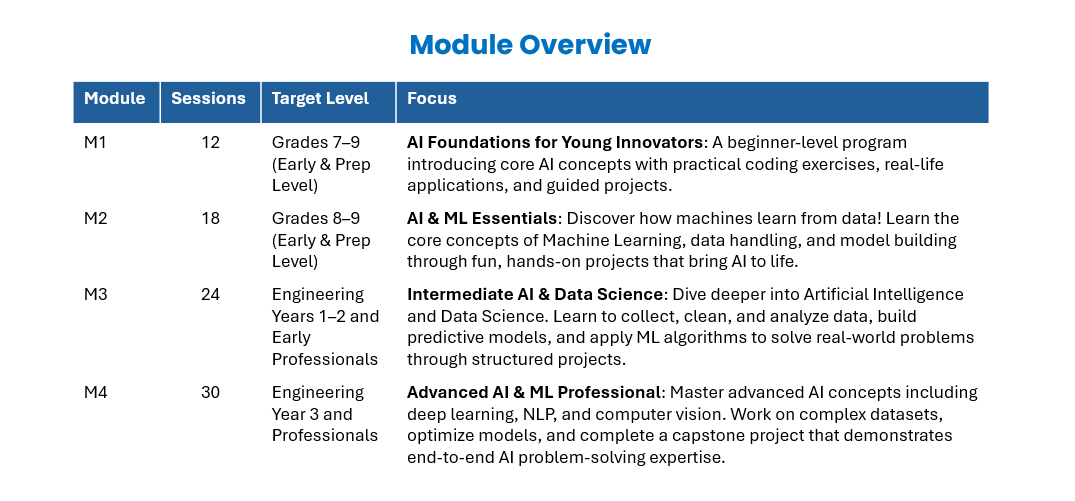 Module Overview
Module Sessions Target Level Focus
M1 12 Grades 7–9 (Early & Prep Level) AI Foundations for Young Innovators: A beginner-level program
introducing core AI concepts with practical coding exercises, real-life
applications, and guided projects.
M2 18 Grades 8–9 (Early & Prep Level) AI & ML Essentials: Discover how machines learn from data! Learn the
core concepts of Machine Learning, data handling, and model building
through fun, hands-on projects that bring AI to life.
M3 24 Engineering Years 1–2 and Early Professionals Intermediate AI & Data Science: Dive deeper into Artificial Intelligence
and Data Science. Learn to collect, clean, and analyze data, build
predictive models, and apply ML algorithms to solve real-world problems
through structured projects.
M4 30 Engineering Year 3 and Professionals Advanced AI & ML Professional: Master advanced AI concepts including
deep learning, NLP, and computer vision. Work on complex datasets,
optimize models, and complete a capstone project that demonstrates
end-to-end AI problem-solving expertise.